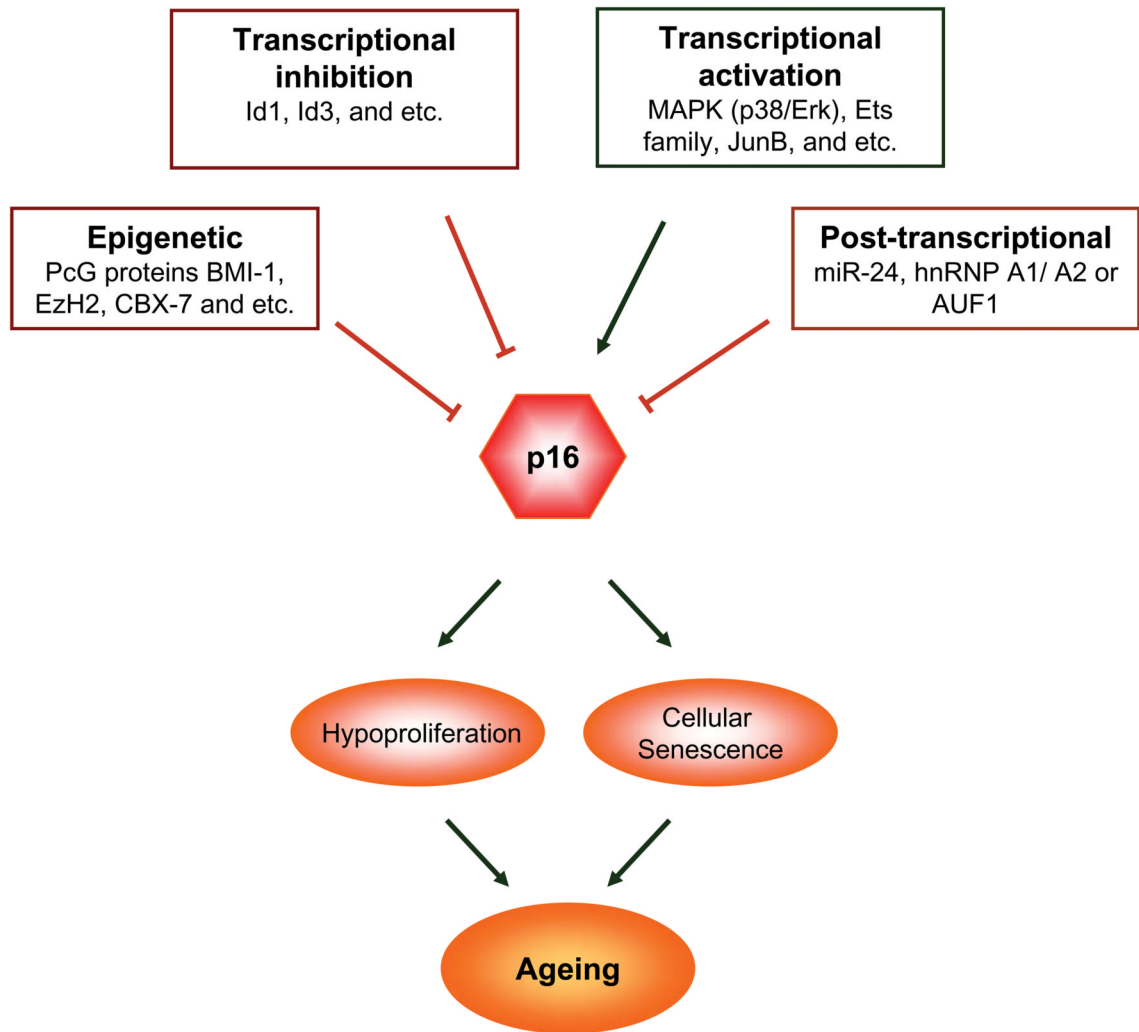 Transcriptional
inhibition
Id1, Id3, and etc.
Transcriptional
activation
MAPK (p38/Erk), Ets
family, JunB, and etc.
Epigenetic
PcG proteins BMI-1,
EzH2, CBX-7 and etc.
Post-transcriptional
miR-24, hnRNP A1/ A2 or
AUF1
p16
Hypoproliferation
Cellular
Senescence
Ageing